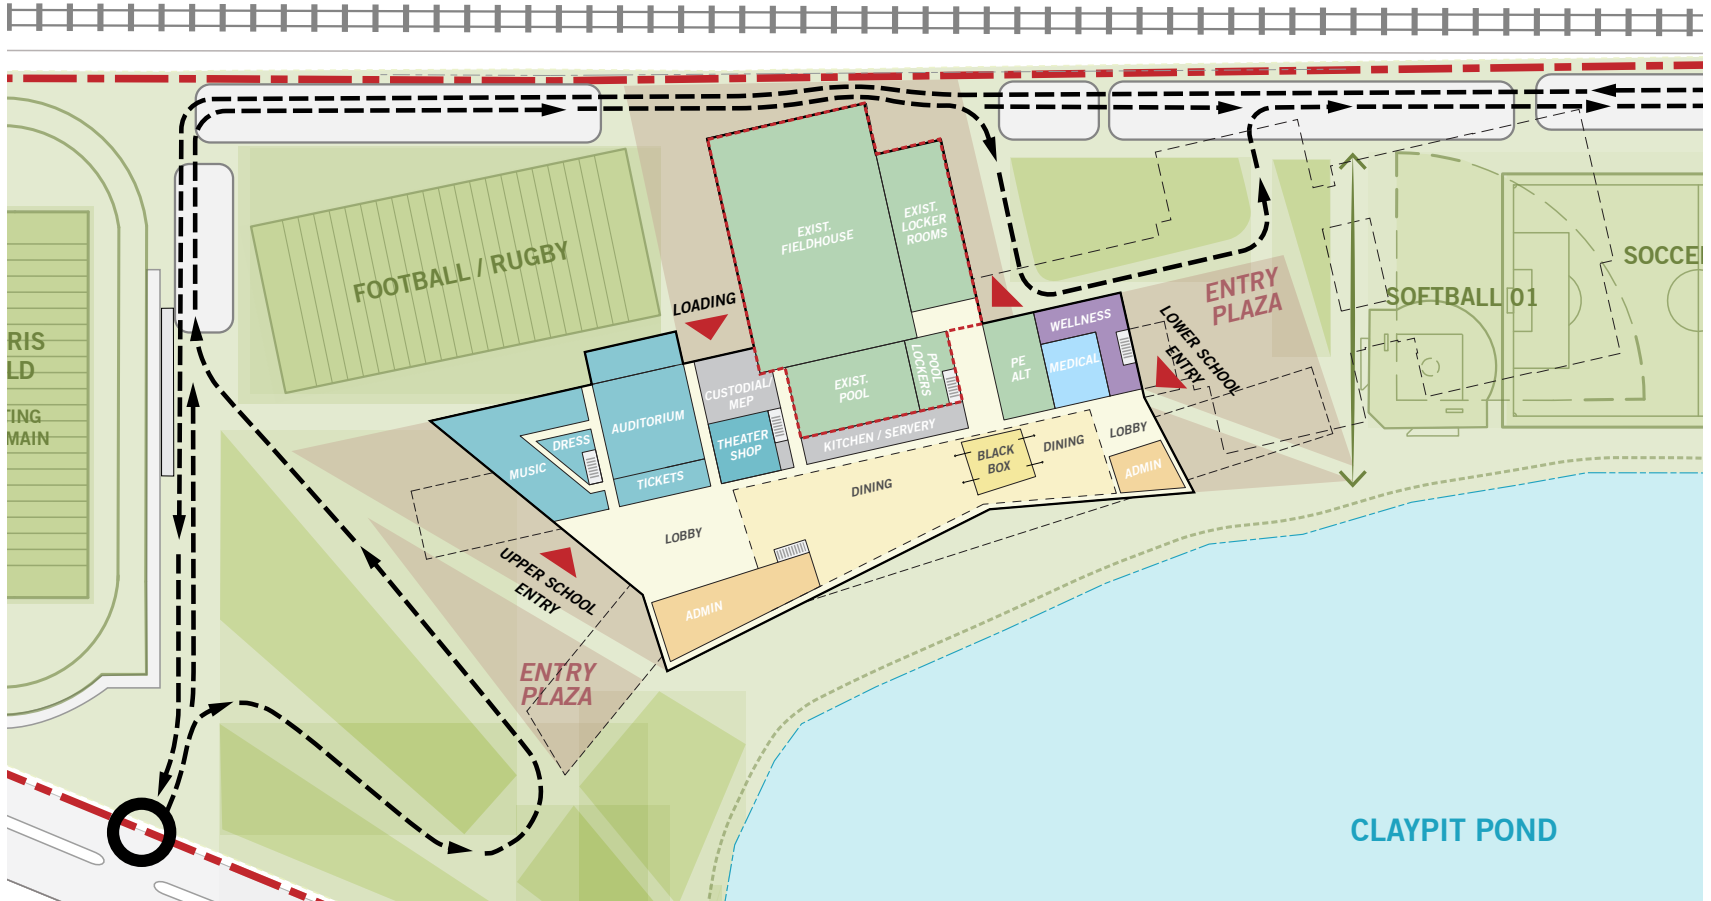 EXIST.
FIELDHOUSE
EXIST.
LOCKER
ROOMS
FOOTBALL / RUGBY
LOADING
ENTRY
PLAZA
SOCCER
SOFTBALL 01
RIS
LD
TING
MAIN
WELLNESS
MEDICAL
PE
ALT
LOWER SCHOOL
ENTRY
POOL
LOCKERS
EXIST.
POOL
CUSTODIAL/
MEP
AUDITORIUM
THEATER
SHOP
KITCHEN / SERVERY
DRESS
MUSIC
TICKETS
BLACK
BOX
DINING
LOBBY
ADMIN
DINING
LOBBY
UPPER SCHOOL
ENTRY
ADMIN
ENTRY
PLAZA
CLAYPIT POND